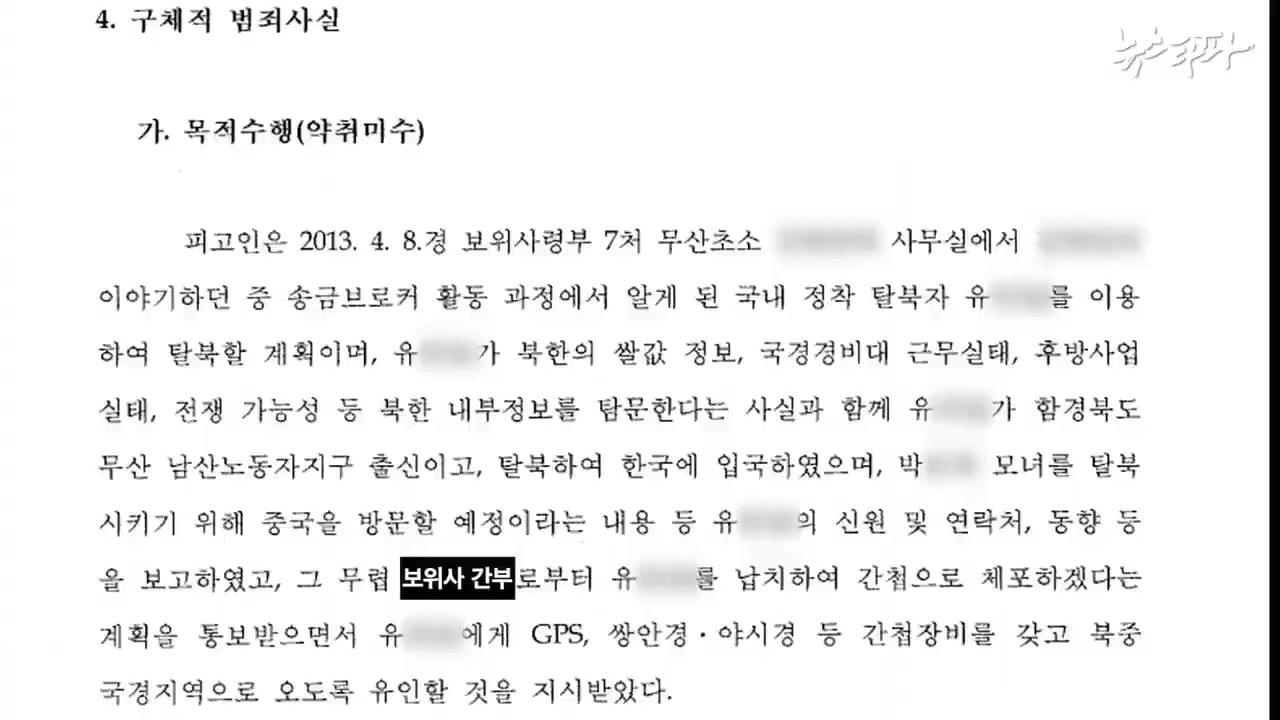 4. 구체적 범죄사실
뉴스타파
가. 목적수행(약취미수)
피고인은 2013. 4. 8.경 보위사령부 7처 무산초소 사무실에서
이야기하던 중 송금브로커 활동 과정에서 알게 된 국내 정착 탈북자 유 를 이용
하여 탈북할 계획이며, 유 가 북한의 쌀값 정보, 국경경비대 근무실태, 후방사업
실태, 전쟁 가능성 등 북한 내부정보를 탐문한다는 사실과 함께 유 가 함경북도
무산 남산노동자지구 출신이고, 탈북하여 한국에 입국하였으며, 박 모녀를 탈북
시키기 위해 중국을 방문할 예정이라는 내용 등 유 의 신원 및 연락처, 동향 등
을 보고하였고, 그 무렵 보위사 간부로부터 유 를 납치하여 간첩으로 체포하겠다는
계획을 통보받으면서 유 에게 GPS, 쌍안경·야시경 등 간첩장비를 갖고 북중
국경지역으로 오도록 유인할 것을 지시받았다.